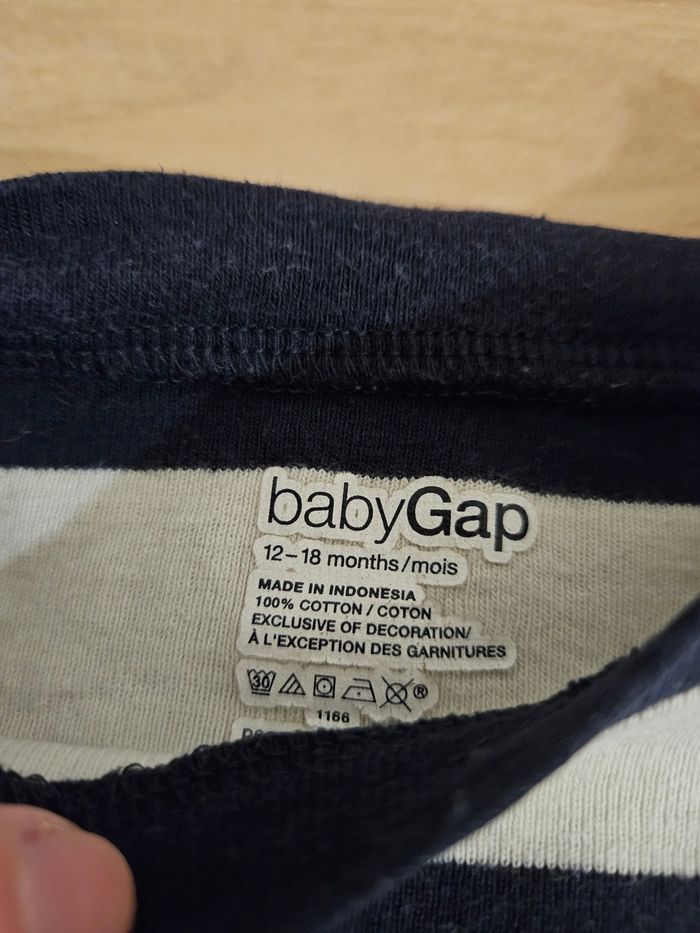 babyGap
12–18 months/mois
MADE IN INDONESIA
100% COTTON / COTON
EXCLUSIVE OF DECORATION/
À L'EXCEPTION DES GARNITURES
30 ®
1166